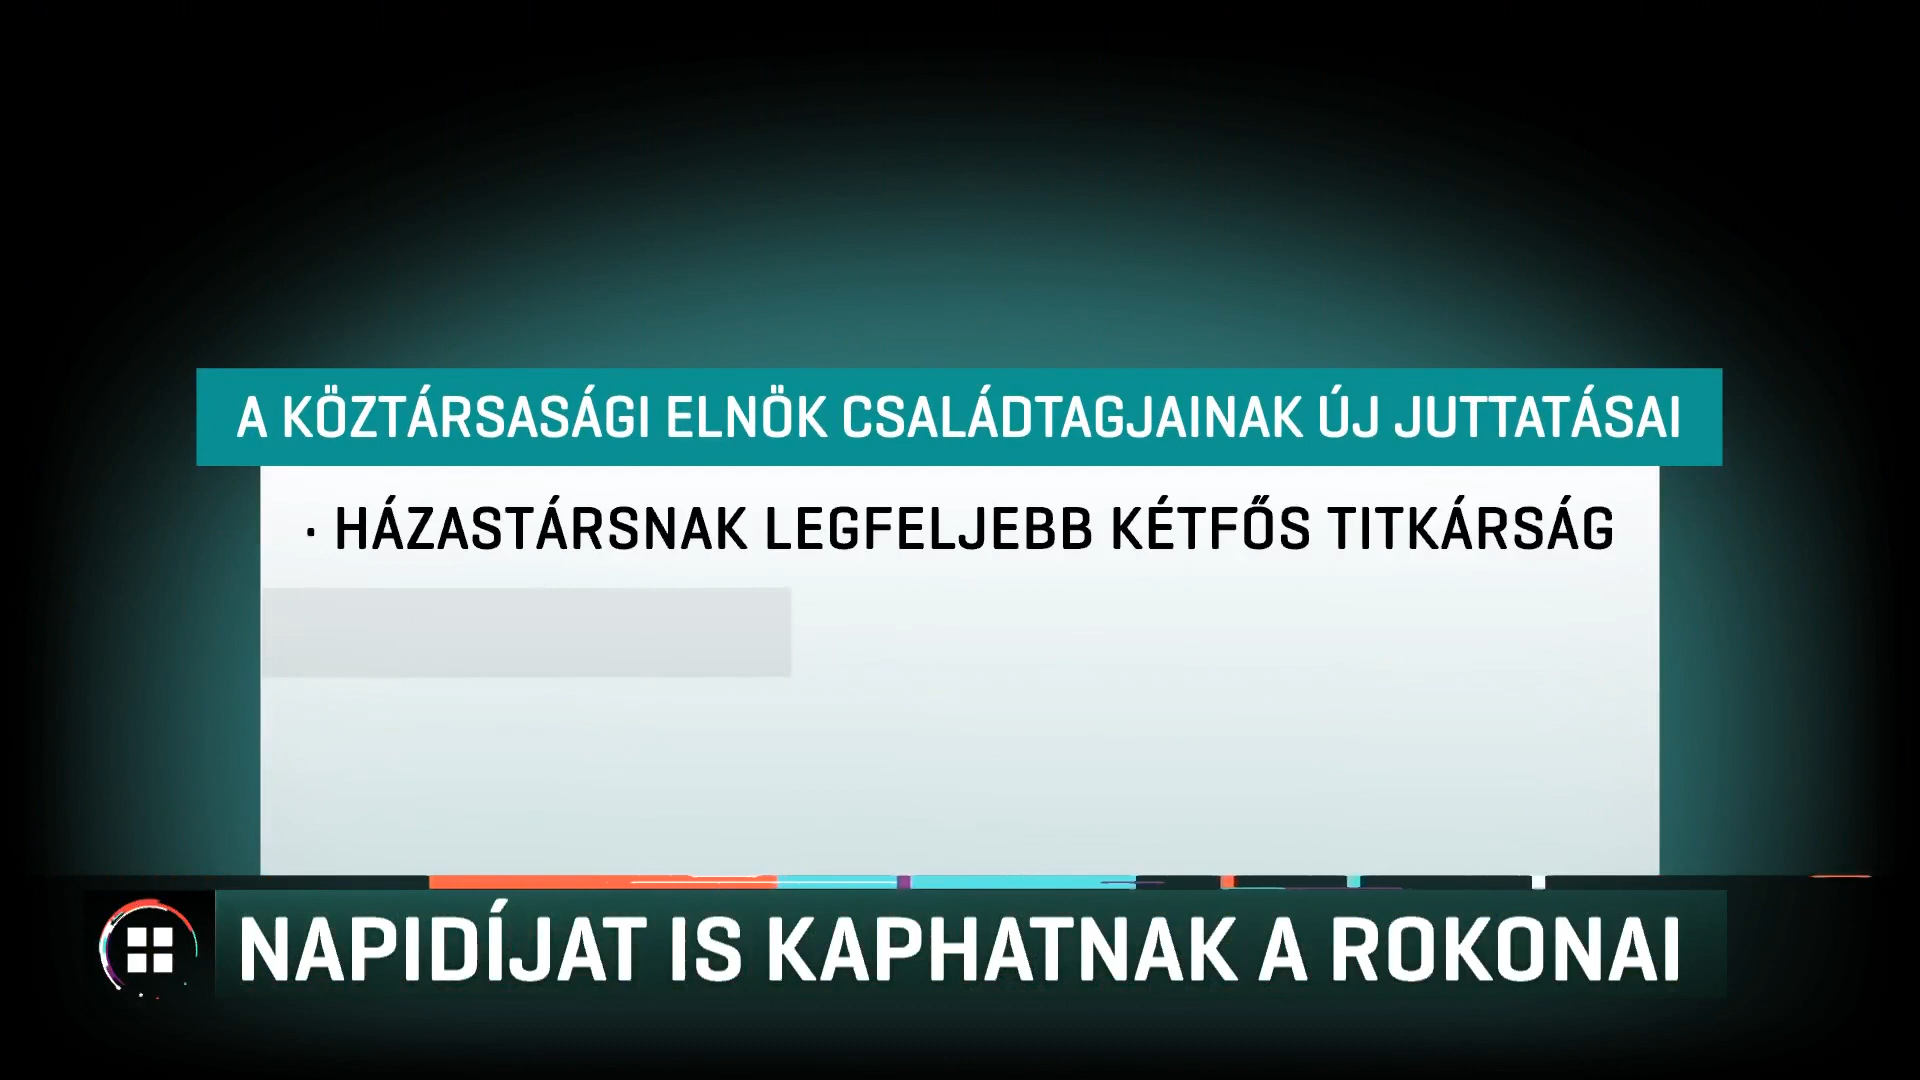 A KÖZTÁRSASÁGI ELNÖK CSALÁDTAGJAINAK ÚJ JUTTATÁSAI
· HÁZASTÁRSNAK LEGFELJEBB KÉTFŐS TITKÁRSÁG
NAPIDÍJAT IS KAPHATNAK A ROKONAI